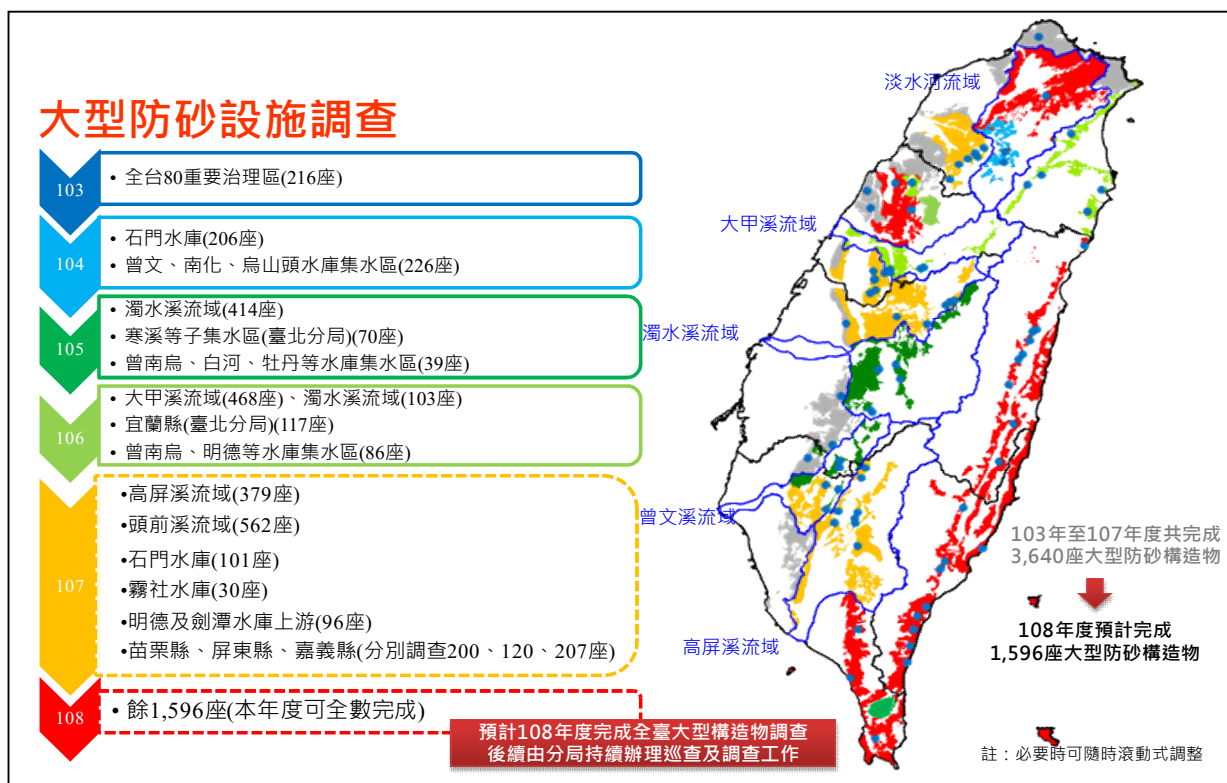 大型防砂設施調查
103
• 全台80重要治理區(216座)
104
• 石門水庫(206座)
• 曾文、南化、烏山頭水庫集水區(226座)
105
• 濁水溪流域(414座)
• 寒溪等子集水區(臺北分局)(70座)
• 曾南烏、白河、牡丹等水庫集水區(39座)
106
• 大甲溪流域(468座)、濁水溪流域(103座)
• 宜蘭縣(臺北分局)(117座)
• 曾南烏、明德等水庫集水區(86座)
107
•高屏溪流域(379座)
•頭前溪流域(562座)
•石門水庫(101座)
•霧社水庫(30座)
•明德及劍潭水庫上游(96座)
•苗栗縣、屏東縣、嘉義縣(分別調查200、120、207座)
108
• 餘1,596座(本年度可全數完成)
預計108年度完成全臺大型構造物調查
後續由分局持續辦理巡查及調查工作
淡水河流域
大甲溪流域
濁水溪流域
曾文溪流域
高屏溪流域
103年至107年度共完成
3,640座大型防砂構造物
108年度預計完成
1,596座大型防砂構造物
註：必要時可隨時滾動式調整